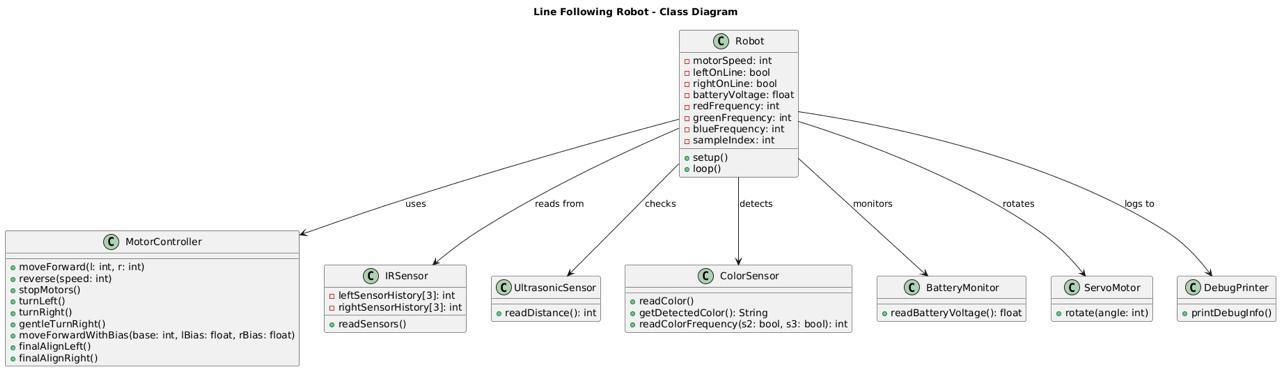 Line Following Robot - Class Diagram
C Robot
motorSpeed: int
leftOnLine: bool
rightOnLine: bool
batteryVoltage: float
redFrequency: int
greenFrequency: int
blueFrequency: int
sampleIndex: int
setup()
loop()
uses
reads from
checks
detects
monitors
rotates
logs to
C MotorController
moveForward(l: int, r: int)
reverse(speed: int)
stopMotors()
turnLeft()
turnRight()
gentleTurnRight()
moveForwardWithBias(base: int, lBias: float, rBias: float)
finalAlignLeft()
finalAlignRight()
C IRSensor
leftSensorHistory[3]: int
rightSensorHistory[3]: int
readSensors()
C UltrasonicSensor
readDistance(): int
C ColorSensor
readColor()
getDetectedColor(): String
readColorFrequency(s2: bool, s3: bool): int
C BatteryMonitor
readBatteryVoltage(): float
C ServoMotor
rotate(angle: int)
C DebugPrinter
printDebugInfo()